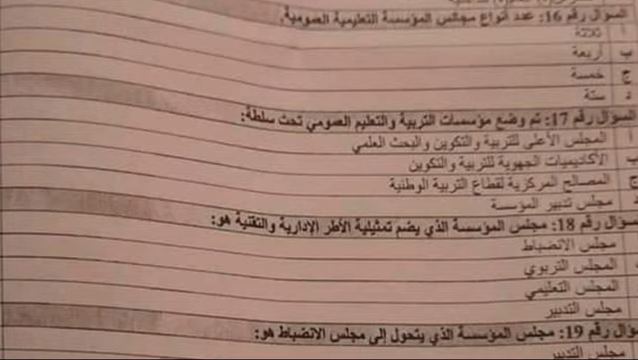 السؤال رقم 16: عدد أنواع مجالس المؤسسة التعليمية العمومية.
أ ثلاثة
ب أربعة
ج خمسة
د ستة
السؤال رقم 17: تم وضع مؤسسات التربية والتعليم العمومي تحت سلطة:
أ المجلس الأعلى للتربية والتكوين والبحث العلمي
ب الأكاديميات الجهوية للتربية والتكوين
ج المصالح المركزية لقطاع التربية الوطنية
مجلس تدبير المؤسسة
السؤال رقم 18: مجلس المؤسسة الذي يضم تمثيلية الأطر الإدارية والتقنية هو:
مجلس الانضباط
المجلس التربوي
المجلس التعليمي
مجلس التدبير
السؤال رقم 19: مجلس المؤسسة الذي يتحول إلى مجلس الانضباط هو:
مجلس التدبير